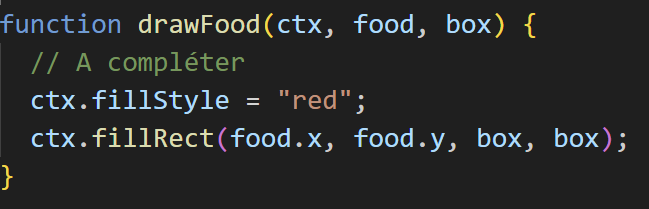 function drawFood(ctx, food, box) {
// A compléter
ctx.fillStyle = "red";
ctx.fillRect(food.x, food.y, box, box);
}